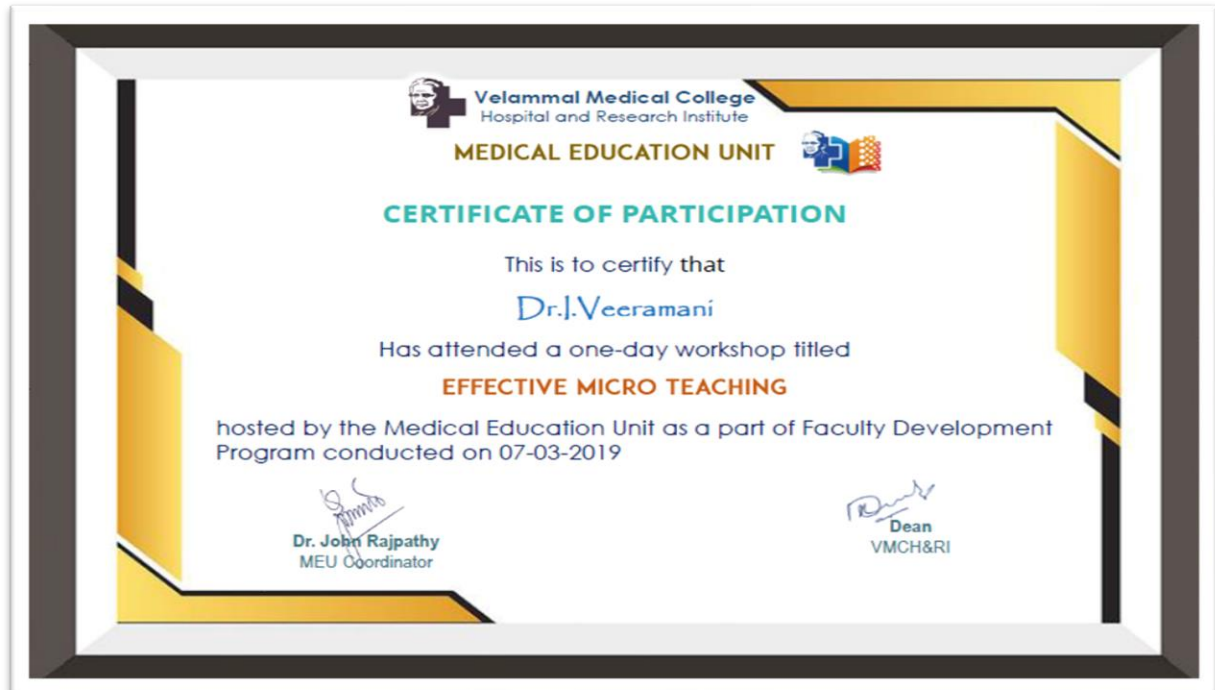 Velammal Medical College
Hospital and Research Institute
MEDICAL EDUCATION UNIT
CERTIFICATE OF PARTICIPATION
This is to certify that
Dr.J.Veeramani
Has attended a one-day workshop titled
EFFECTIVE MICRO TEACHING
hosted by the Medical Education Unit as a part of Faculty Development
Program conducted on 07-03-2019
Dr. John Rajpathy
MEU Coordinator
Dean
VMCH&RI